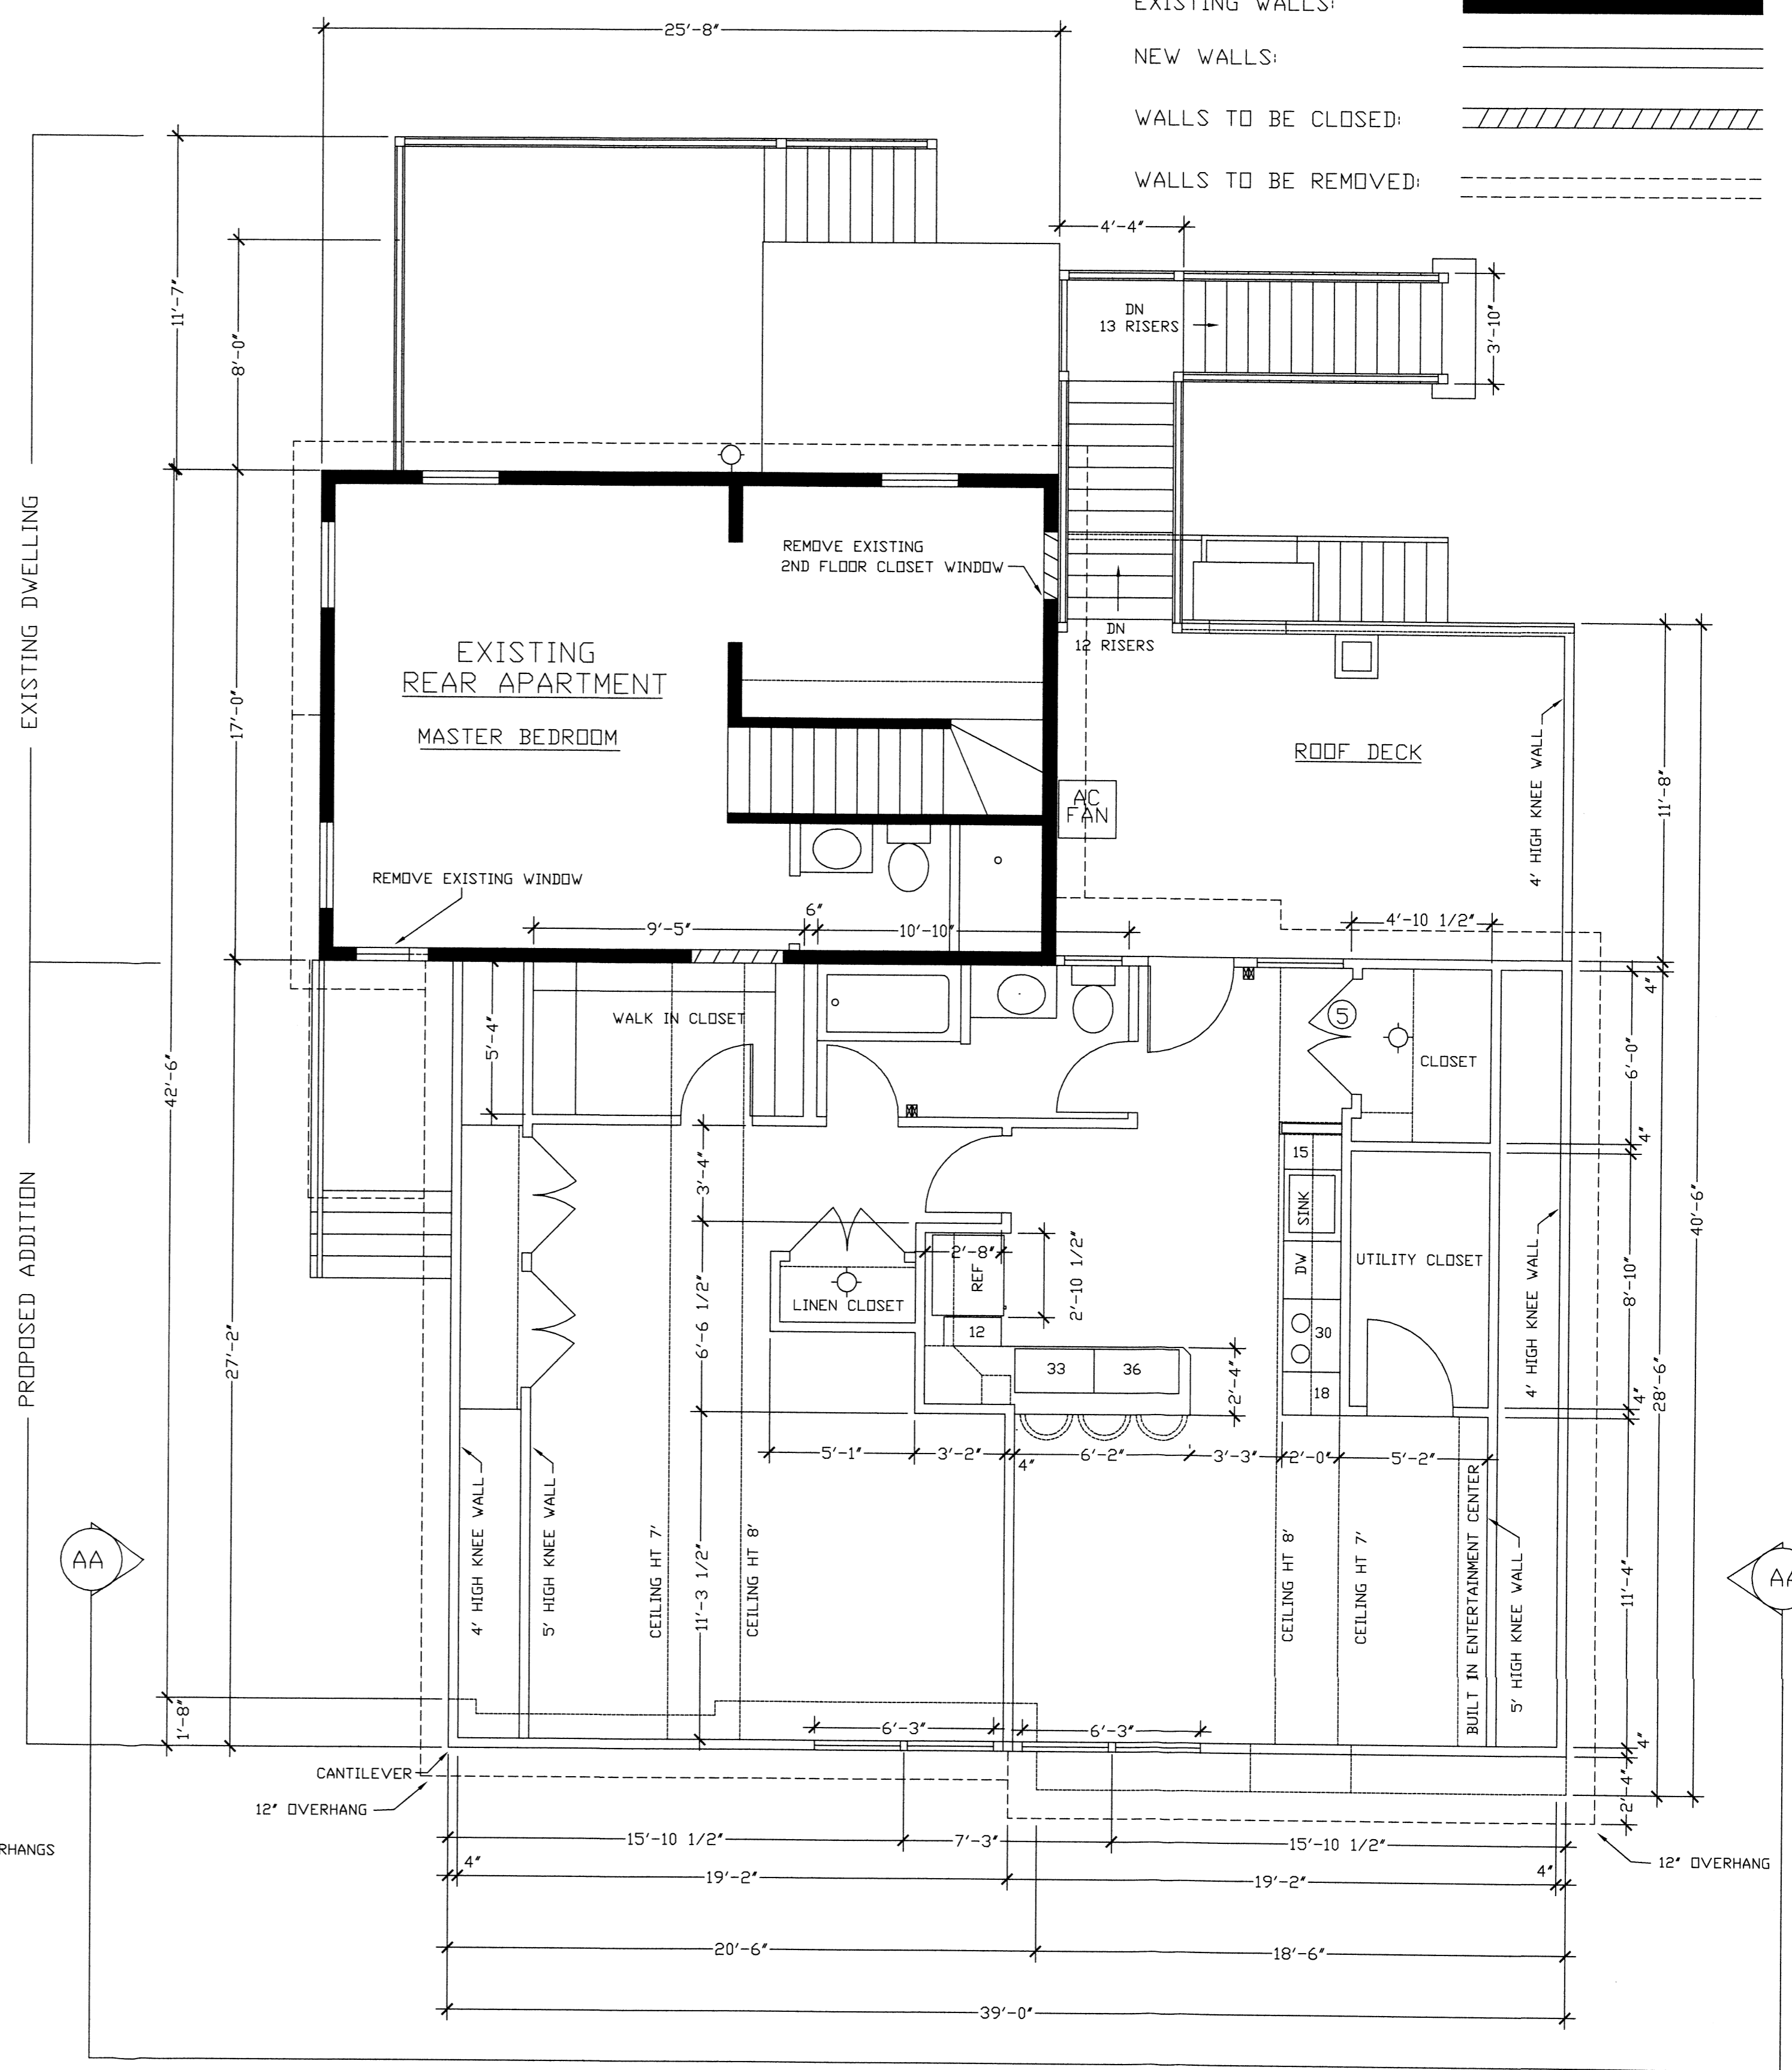 EXISTING WALLS:
NEW WALLS:
WALLS TO BE CLOSED:
WALLS TO BE REMOVED:
25'-8"
4'-4"
11'-7"
8'-0"
3'-10"
DN
13 RISERS
EXISTING DWELLING
REMOVE EXISTING
2ND FLOOR CLOSET WINDOW
DN
12 RISERS
EXISTING
REAR APARTMENT
MASTER BEDROOM
17'-0"
ROOF DECK
4' HIGH KNEE WALL
11'-8"
AC
FAN
REMOVE EXISTING WINDOW
9'-5"
6"
10'-10"
4'-10 1/2"
4"
WALK IN CLOSET
5'-4"
5
CLOSET
6'-0"
42'-6"
4"
3'-4"
15
SINK
DW
30
18
UTILITY CLOSET
4' HIGH KNEE WALL
8'-10"
40'-6"
PROPOSED ADDITION
2'-8"
REF
2'-10 1/2"
12
LINEN CLOSET
6'-6 1/2"
27'-2"
33
36
2'-4"
4"
28'-6"
5'-1"
3'-2"
4"
6'-2"
3'-3"
2'-0"
5'-2"
AA
4' HIGH KNEE WALL
5' HIGH KNEE WALL
CEILING HT 7'
11'-3 1/2"
CEILING HT 8'
CEILING HT 8'
CEILING HT 7'
BUILT IN ENTERTAINMENT CENTER
5' HIGH KNEE WALL
11'-4"
AA
1'-8"
6'-3"
6'-3"
4"
2'-4"
CANTILEVER
12" OVERHANG
RHANGS
15'-10 1/2"
7'-3"
15'-10 1/2"
12" OVERHANG
4"
19'-2"
19'-2"
4"
20'-6"
18'-6"
39'-0"